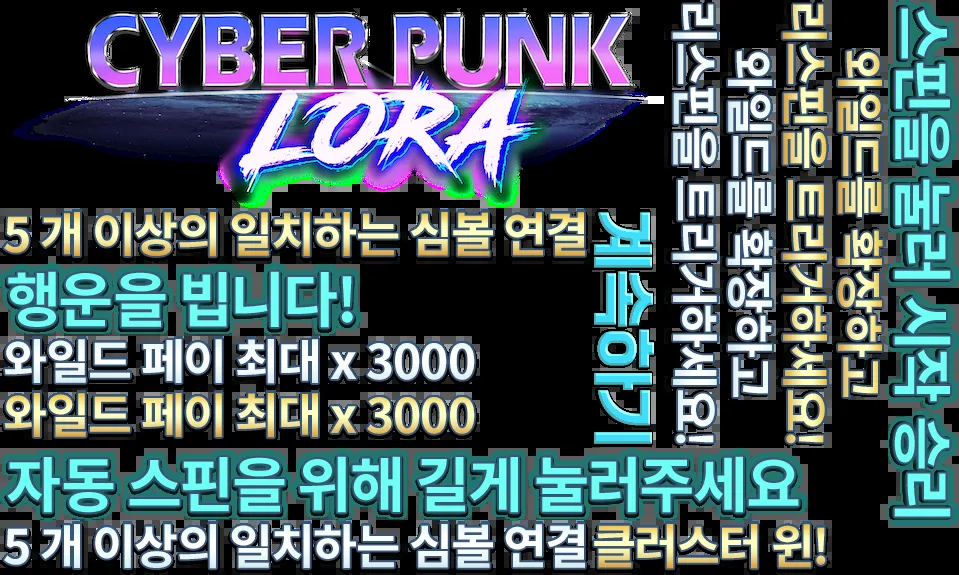 CYBER PUNK
LORA
5 개 이상의 일치하는 심볼 연결
행운을 빕니다!
와일드 페이 최대 x 3000
와일드 페이 최대 x 3000
자동 스핀을 위해 길게 눌러주세요
5 개 이상의 일치하는 심볼 연결
클러스터 윈!
계속하기
와일드를 확장하고
리스핀을 트리거하세요!
와일드를 확장하고
리스핀을 트리거하세요!
스핀을 눌러 시작 승리